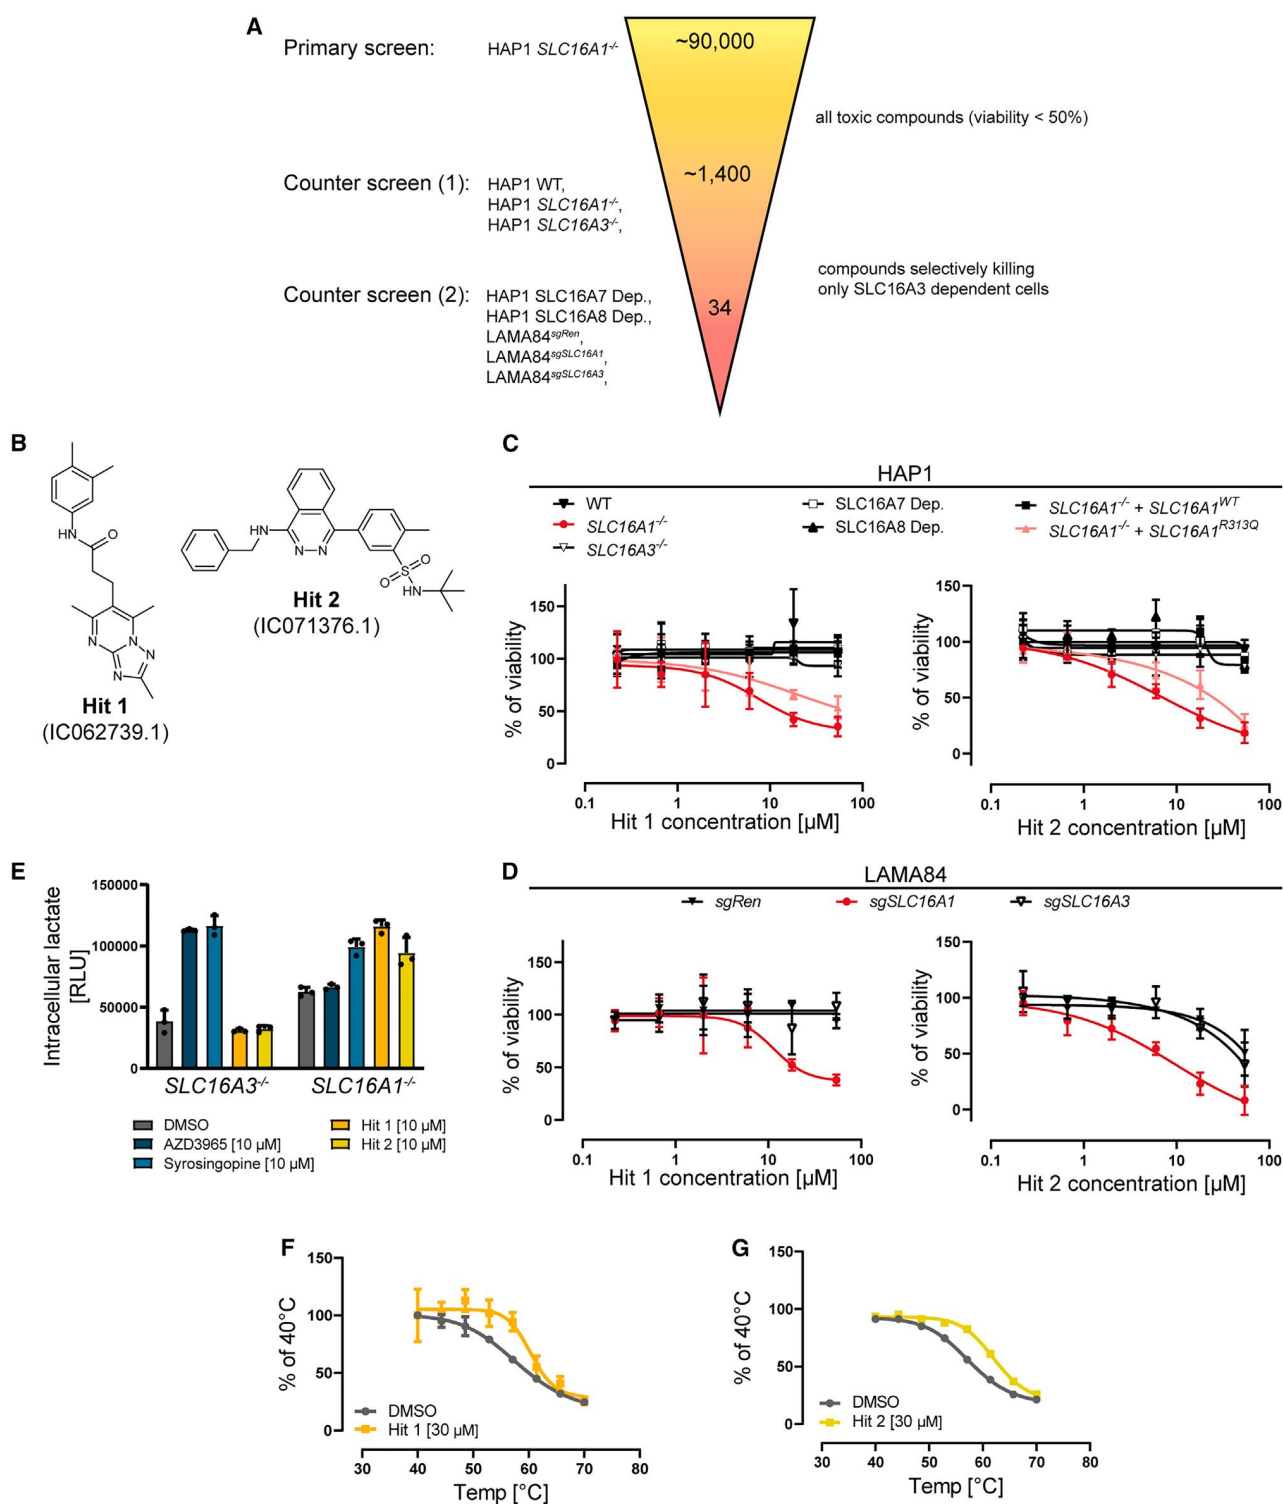 A
Primary screen:
HAP1 SLC16A1-/-
~90,000
all toxic compounds (viability < 50%)
~1,400
Counter screen (1):
HAP1 WT,
HAP1 SLC16A1-/-,
HAP1 SLC16A3-/-,
compounds selectively killing
only SLC16A3 dependent cells
Counter screen (2):
HAP1 SLC16A7 Dep.,
HAP1 SLC16A8 Dep.,
LAMA84sgRen,
LAMA84sgSLC16A1,
LAMA84sgSLC16A3,
34
B
HN
O
N
N
N
N
N
Hit 1
(IC062739.1)
HN
N
N
O
S
O
HN
Hit 2
(IC071376.1)
C
HAP1
WT
SLC16A1-/-
SLC16A3-/-
SLC16A7 Dep.
SLC16A8 Dep.
SLC16A1-/- + SLC16A1WT
SLC16A1-/- + SLC16A1R313Q
% of viability
150
100
50
0
0.1 1 10 100
Hit 1 concentration [µM]
% of viability
150
100
50
0
0.1 1 10 100
Hit 2 concentration [µM]
E
Intracellular lactate
[RLU]
150000
100000
50000
0
SLC16A3-/- SLC16A1-/-
DMSO
AZD3965 [10 µM]
Syrosingopine [10 µM]
Hit 1 [10 µM]
Hit 2 [10 µM]
D
LAMA84
sgRen sgSLC16A1 sgSLC16A3
% of viability
150
100
50
0
0.1 1 10 100
Hit 1 concentration [µM]
% of viability
150
100
50
0
0.1 1 10 100
Hit 2 concentration [µM]
F
% of 40°C
150
100
50
0
DMSO
Hit 1 [30 µM]
30 40 50 60 70 80
Temp [°C]
G
% of 40°C
150
100
50
0
DMSO
Hit 2 [30 µM]
30 40 50 60 70 80
Temp [°C]